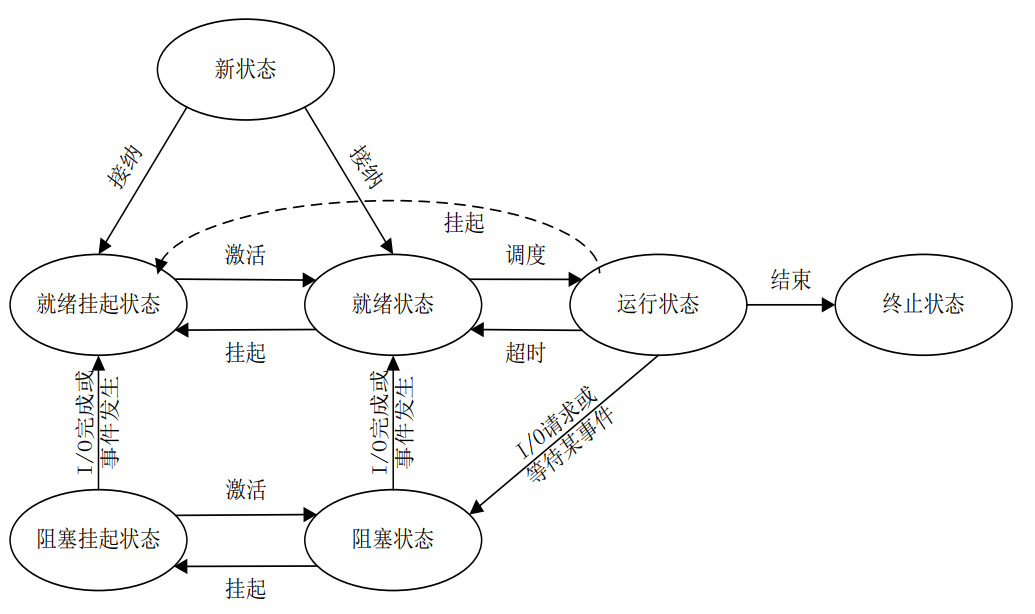 新状态
接纳
接纳
挂起
激活
调度
结束
就绪挂起状态
就绪状态
运行状态
终止状态
挂起
超时
I/O完成或
事件发生
I/O完成或
事件发生
I/O请求或
等待某事件
激活
阻塞挂起状态
阻塞状态
挂起